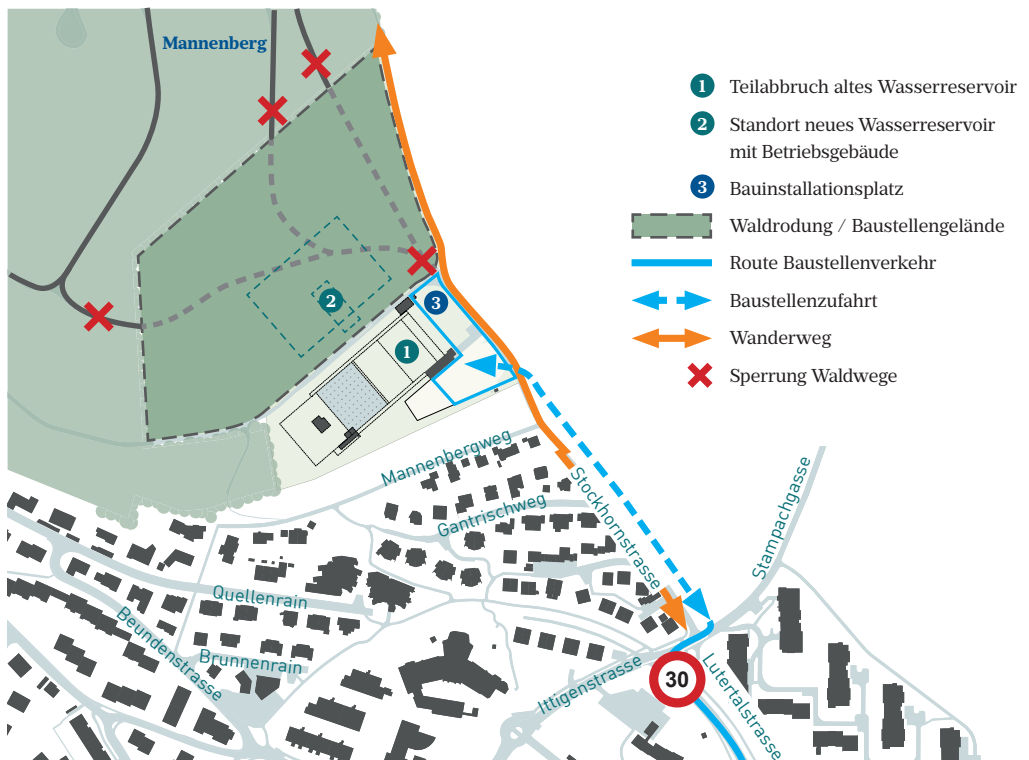 Mannenberg
1 Teilabbruch altes Wasserreservoir
2 Standort neues Wasserreservoir
mit Betriebsgebäude
3 Bauinstallationsplatz
Waldrodung / Baustellengelände
Route Baustellenverkehr
Baustellenzufahrt
Wanderweg
Sperrung Waldwege
2
3
1
Mannenbergweg
Gantrischweg
Stockhornstrasse
Stampachgasse
Quellenrain
Beundenstrasse
Brunnenrain
Ittigenstrasse
30
Lutertalstrasse